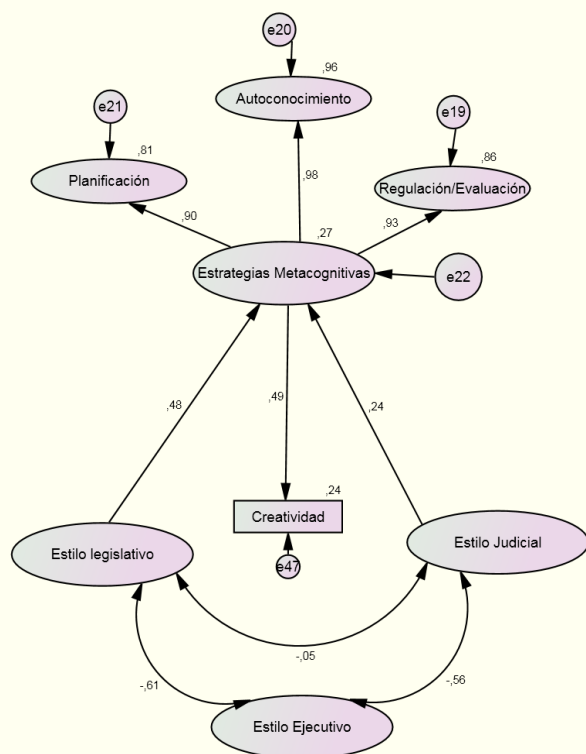 e20
,96
Autoconocimiento
e21
,81
Planificación
e19
,86
Regulación/Evaluación
,98
,90
,93
,27
Estrategias Metacognitivas
e22
,48
,49
,24
,24
Creatividad
e47
Estilo legislativo
Estilo Judicial
-,05
-,61
-,56
Estilo Ejecutivo